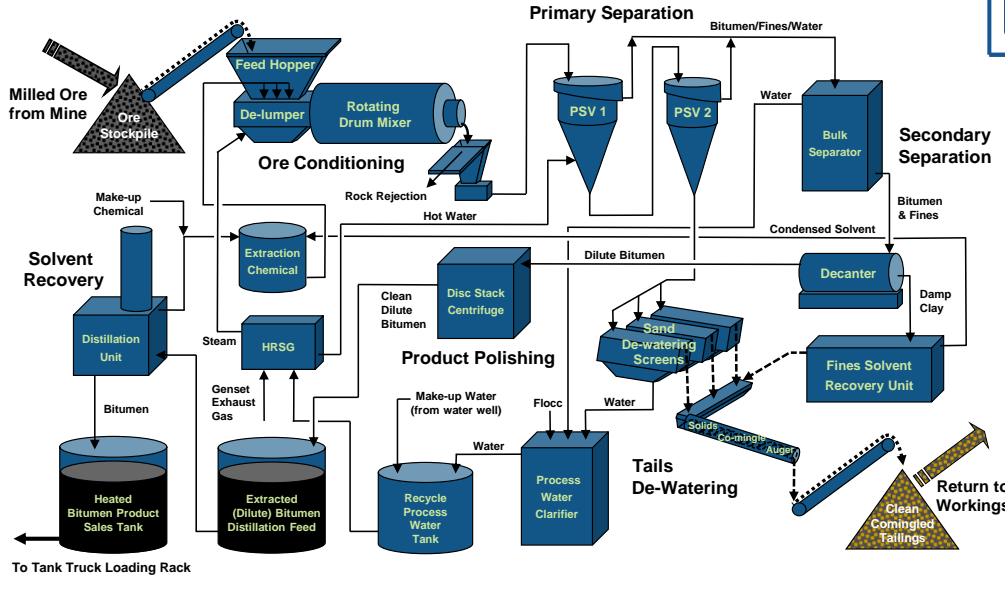 Primary Separation
Bitumen/Fines/Water
Feed Hopper
Milled Ore
from Mine
Ore
Stockpile
De-lumper
Rotating
Drum Mixer
PSV 1
PSV 2
Water
Bulk
Separator
Secondary
Separation
Ore Conditioning
Rock Rejection
Make-up
Chemical
Hot Water
Bitumen
& Fines
Condensed Solvent
Solvent
Recovery
Extraction
Chemical
Dilute Bitumen
Decanter
Clean
Dilute
Bitumen
Disc Stack
Centrifuge
Damp
Clay
Distillation
Unit
Steam
HRSG
Sand
De-watering
Screens
Product Polishing
Fines Solvent
Recovery Unit
Genset
Exhaust
Gas
Make-up Water
(from water well)
Flocc
Water
Bitumen
Solids
Co-mingle
Auger
Water
Tails
De-Watering
Heated
Bitumen Product
Sales Tank
Extracted
(Dilute) Bitumen
Distillation Feed
Recycle
Process
Water
Tank
Process
Water
Clarifier
Return to
Workings
Clean
Comingled
Tailings
To Tank Truck Loading Rack